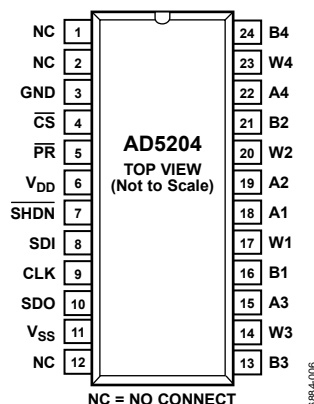 NC 1
NC 2
GND 3
CS 4
PR 5
VDD 6
SHDN 7
SDI 8
CLK 9
SDO 10
VSS 11
NC 12
AD5204
TOP VIEW
(Not to Scale)
24 B4
23 W4
22 A4
21 B2
20 W2
19 A2
18 A1
17 W1
16 B1
15 A3
14 W3
13 B3
NC = NO CONNECT